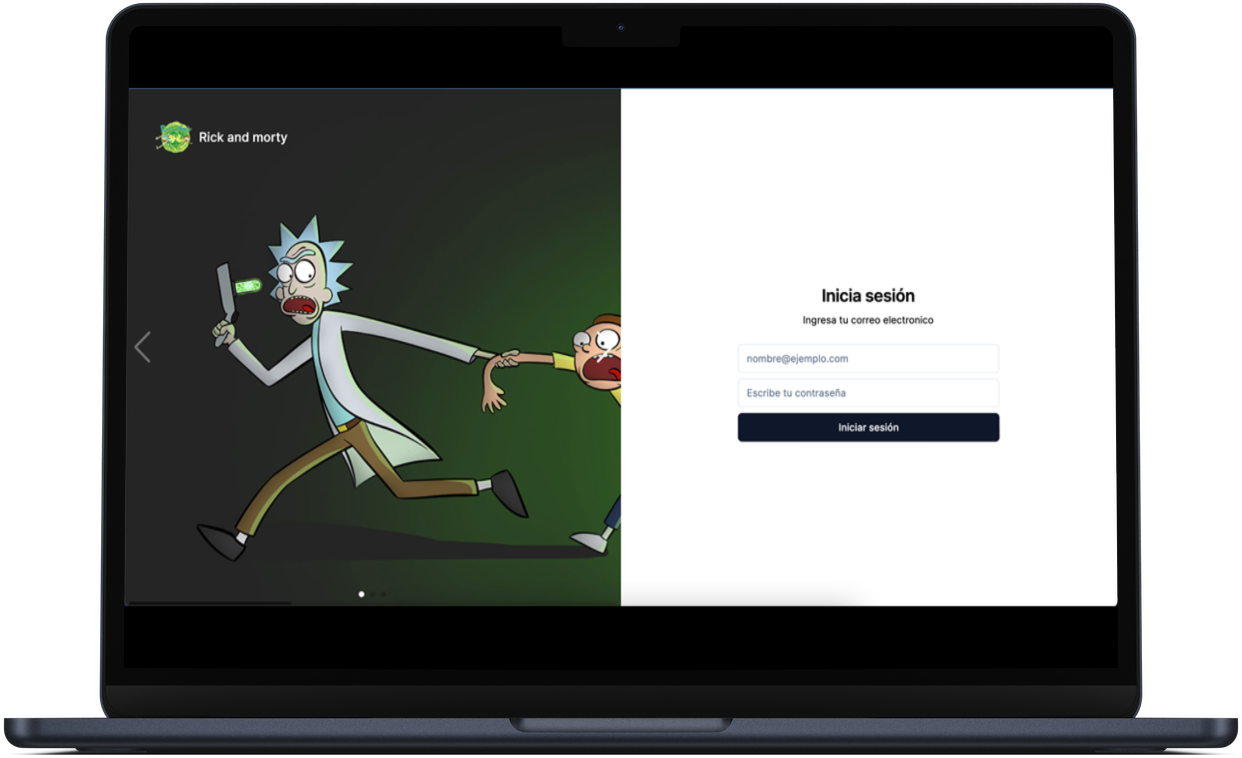 Rick and morty
Inicia sesión
Ingresa tu correo electronico
nombre@ejemplo.com
Escribe tu contraseña
Iniciar sesión